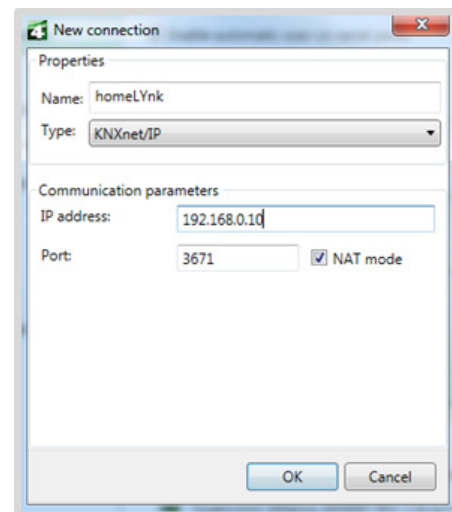 New connection
Properties
Name: homeLYnk
Type: KNXnet/IP
Communication parameters
IP address: 192.168.0.10
Port: 3671 NAT mode
OK Cancel